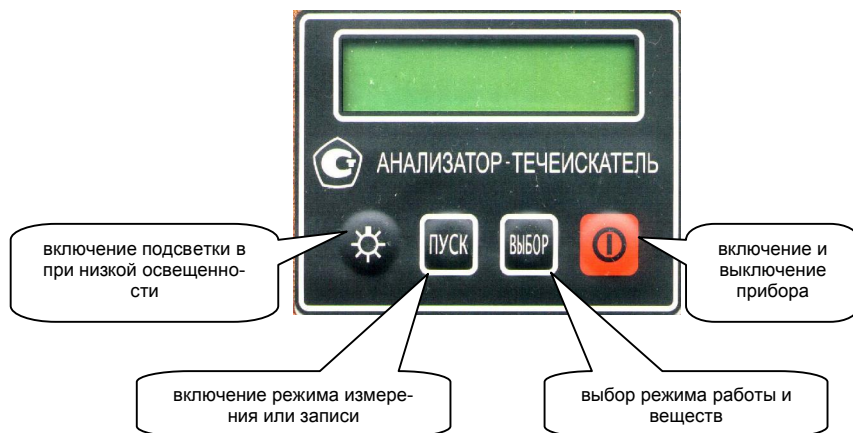 АНАЛИЗАТОР-ТЕЧЕИСКАТЕЛЬ
включение подсветки в
при низкой освещенно-
сти
ПУСК
ВЫБОР
включение и
выключение
прибора
включение режима измере-
ния или записи
выбор режима работы и
веществ